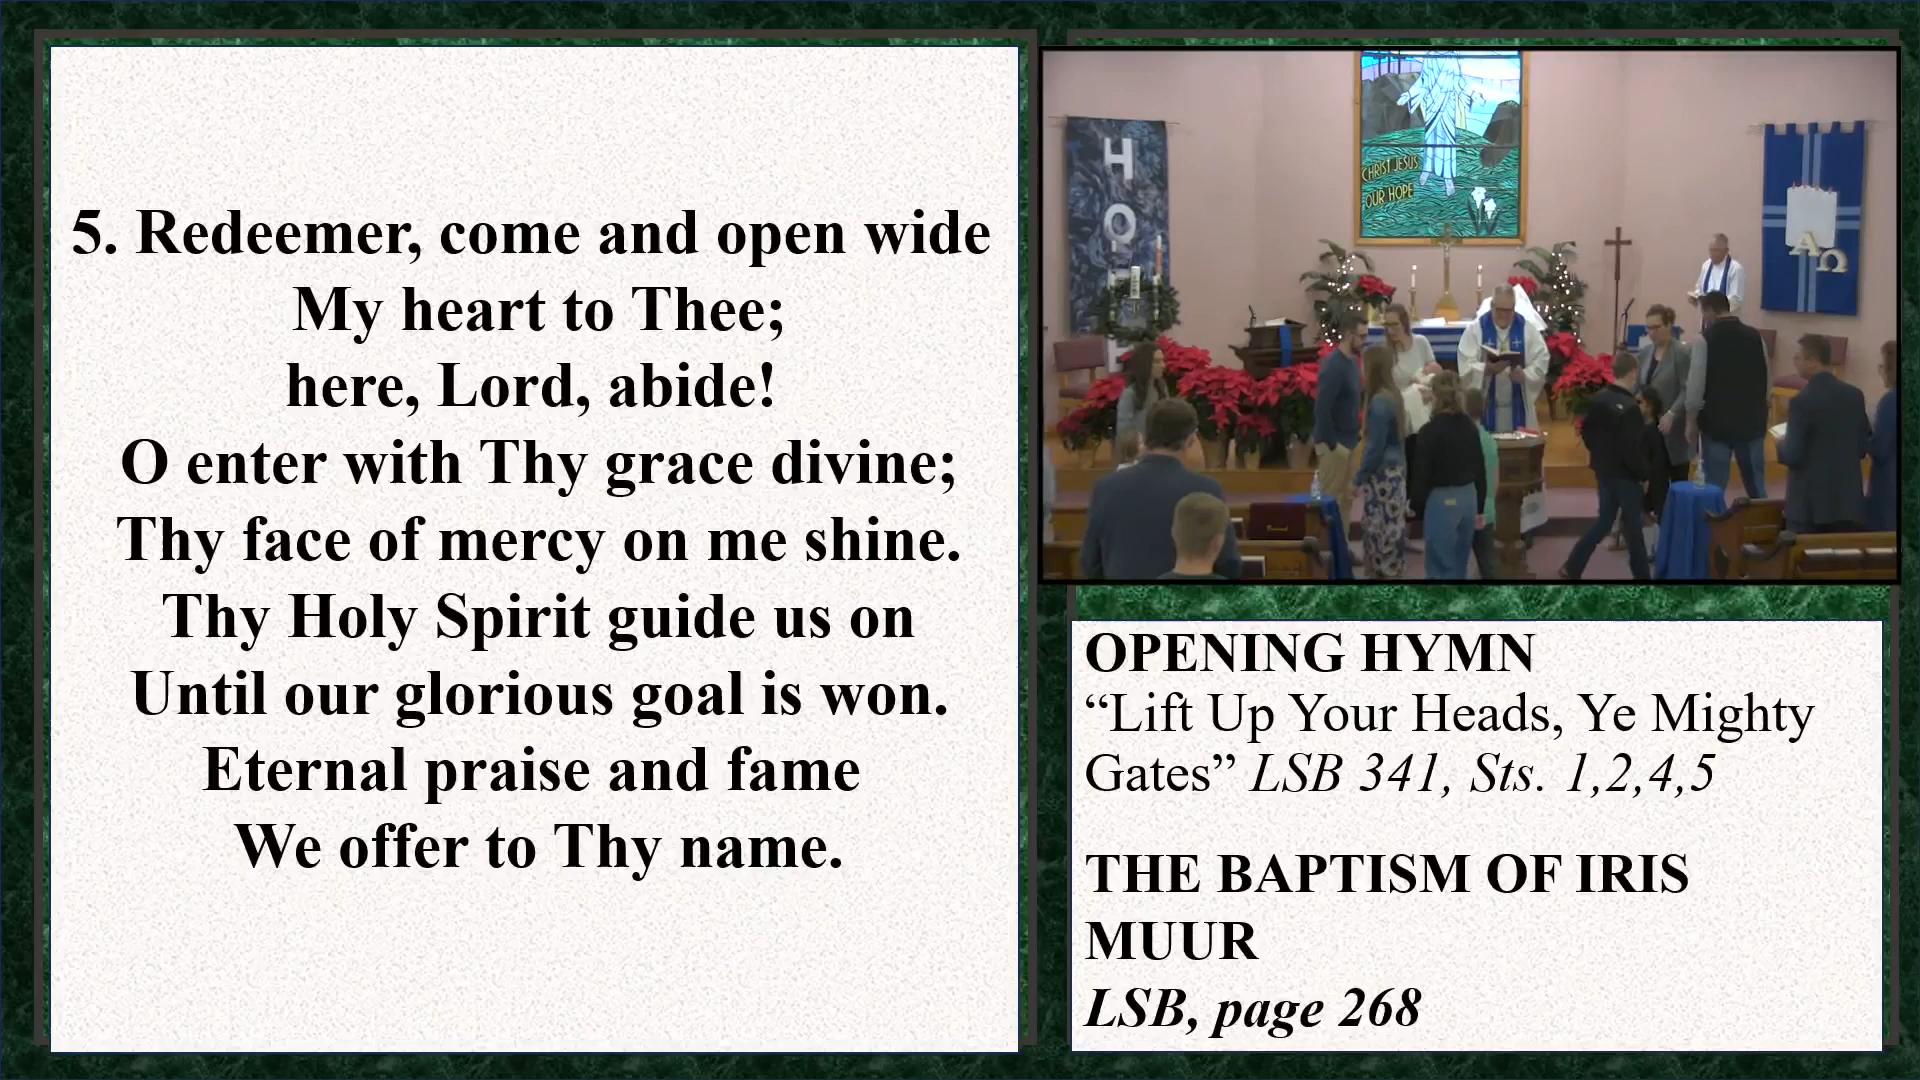 5. Redeemer, come and open wide
My heart to Thee;
here, Lord, abide!
O enter with Thy grace divine;
Thy face of mercy on me shine.
Thy Holy Spirit guide us on
Until our glorious goal is won.
Eternal praise and fame
We offer to Thy name.
HO
CHRIST JESUS
OUR HOPE
ΑΩ
OPENING HYMN
“Lift Up Your Heads, Ye Mighty
Gates” LSB 341, Sts. 1,2,4,5
THE BAPTISM OF IRIS
MUUR
LSB, page 268